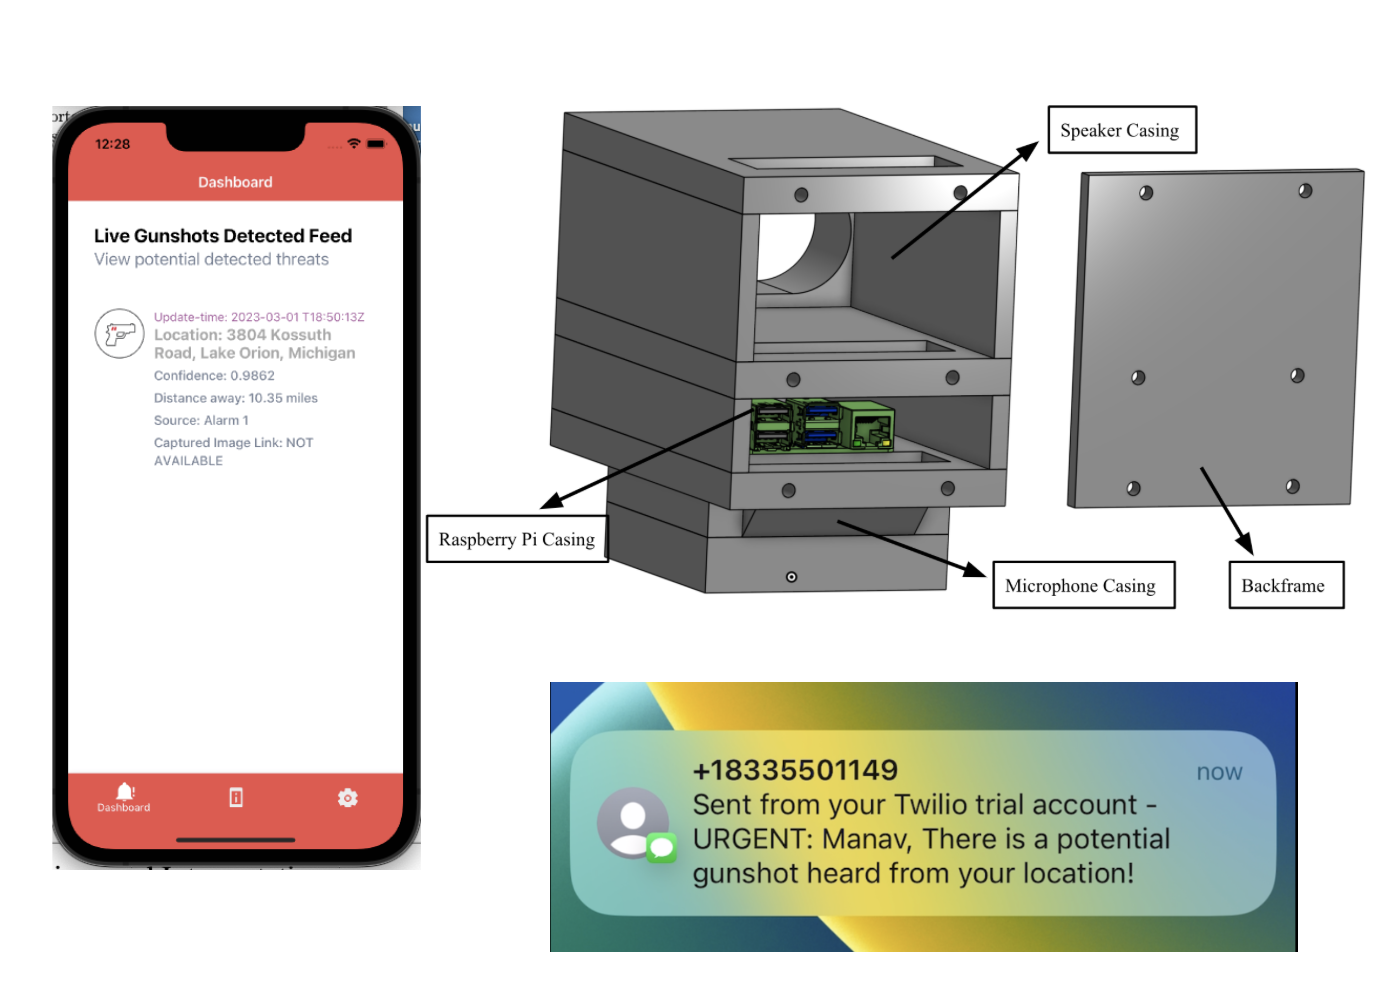 12:28
Dashboard
Live Gunshots Detected Feed
View potential detected threats
Update-time: 2023-03-01 T18:50:13Z
Location: 3804 Kossuth
Road, Lake Orion, Michigan
Confidence: 0.9862
Distance away: 10.35 miles
Source: Alarm 1
Captured Image Link: NOT
AVAILABLE
Dashboard
Speaker Casing
Raspberry Pi Casing
Microphone Casing
Backframe
+18335501149
now
Sent from your Twilio trial account -
URGENT: Manav, There is a potential
gunshot heard from your location!